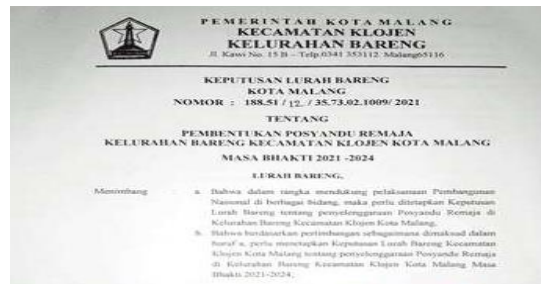 PEMERINTAH KOTA MALANG
KECAMATAN KLOJEN
KELURAHAN BARENG
Jl. Kawi No. 15 B - Telp.0341 353112 Malang65116
KEPUTUSAN LURAH BARENG
KOTA MALANG
NOMOR : 188.51 / 12 / 35.73.02.1009/ 2021
TENTANG
PEMBENTUKAN POSYANDU REMAJA
KELURAHAN BARENG KECAMATAN KLOJEN KOTA MALANG
MASA BHAKTI 2021 -2024
LURAH BARENG,
Menimbang : a. Bahwa dalam rangka mendukung pelaksanaan Pembangunan
Nasional di berbagai Bidang, maka perlu ditetapkan Keputusan
Lurah Bareng tentang penyelenggaraan Posyandu Remaja di
Kelurahan Bareng Kecamatan Klojen Kota Malang.
b. Bahwa berdasarkan pertimbangan sebagaimana dimaksud dalam
huruf a, perlu menetapkan Keputusan Lurah Bareng Kecamatan
Klojen Kota Malang tentang penyelenggaraan Posyandu Remaja
di Kelurahan Bareng Kecamatan Klojen Kota Malang Masa
Bhakti 2021-2024;